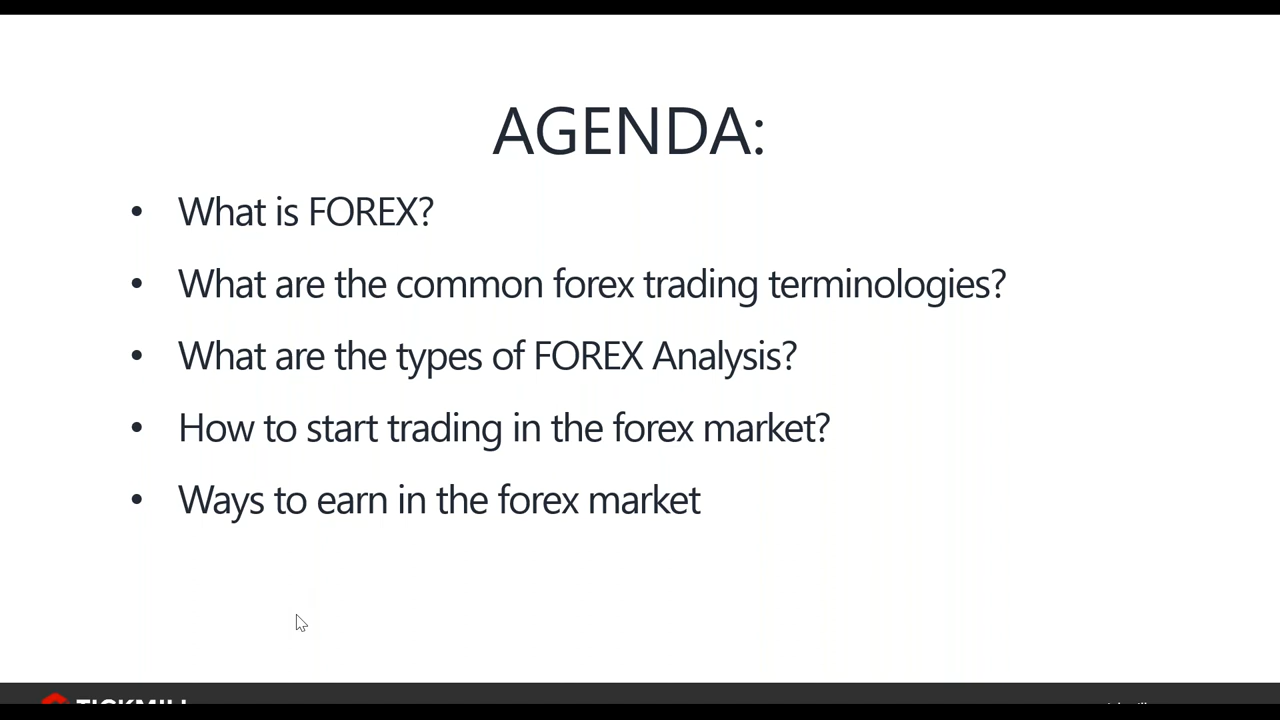 AGENDA:
• What is FOREX?
• What are the common forex trading terminologies?
• What are the types of FOREX Analysis?
• How to start trading in the forex market?
• Ways to earn in the forex market
TICKMILL